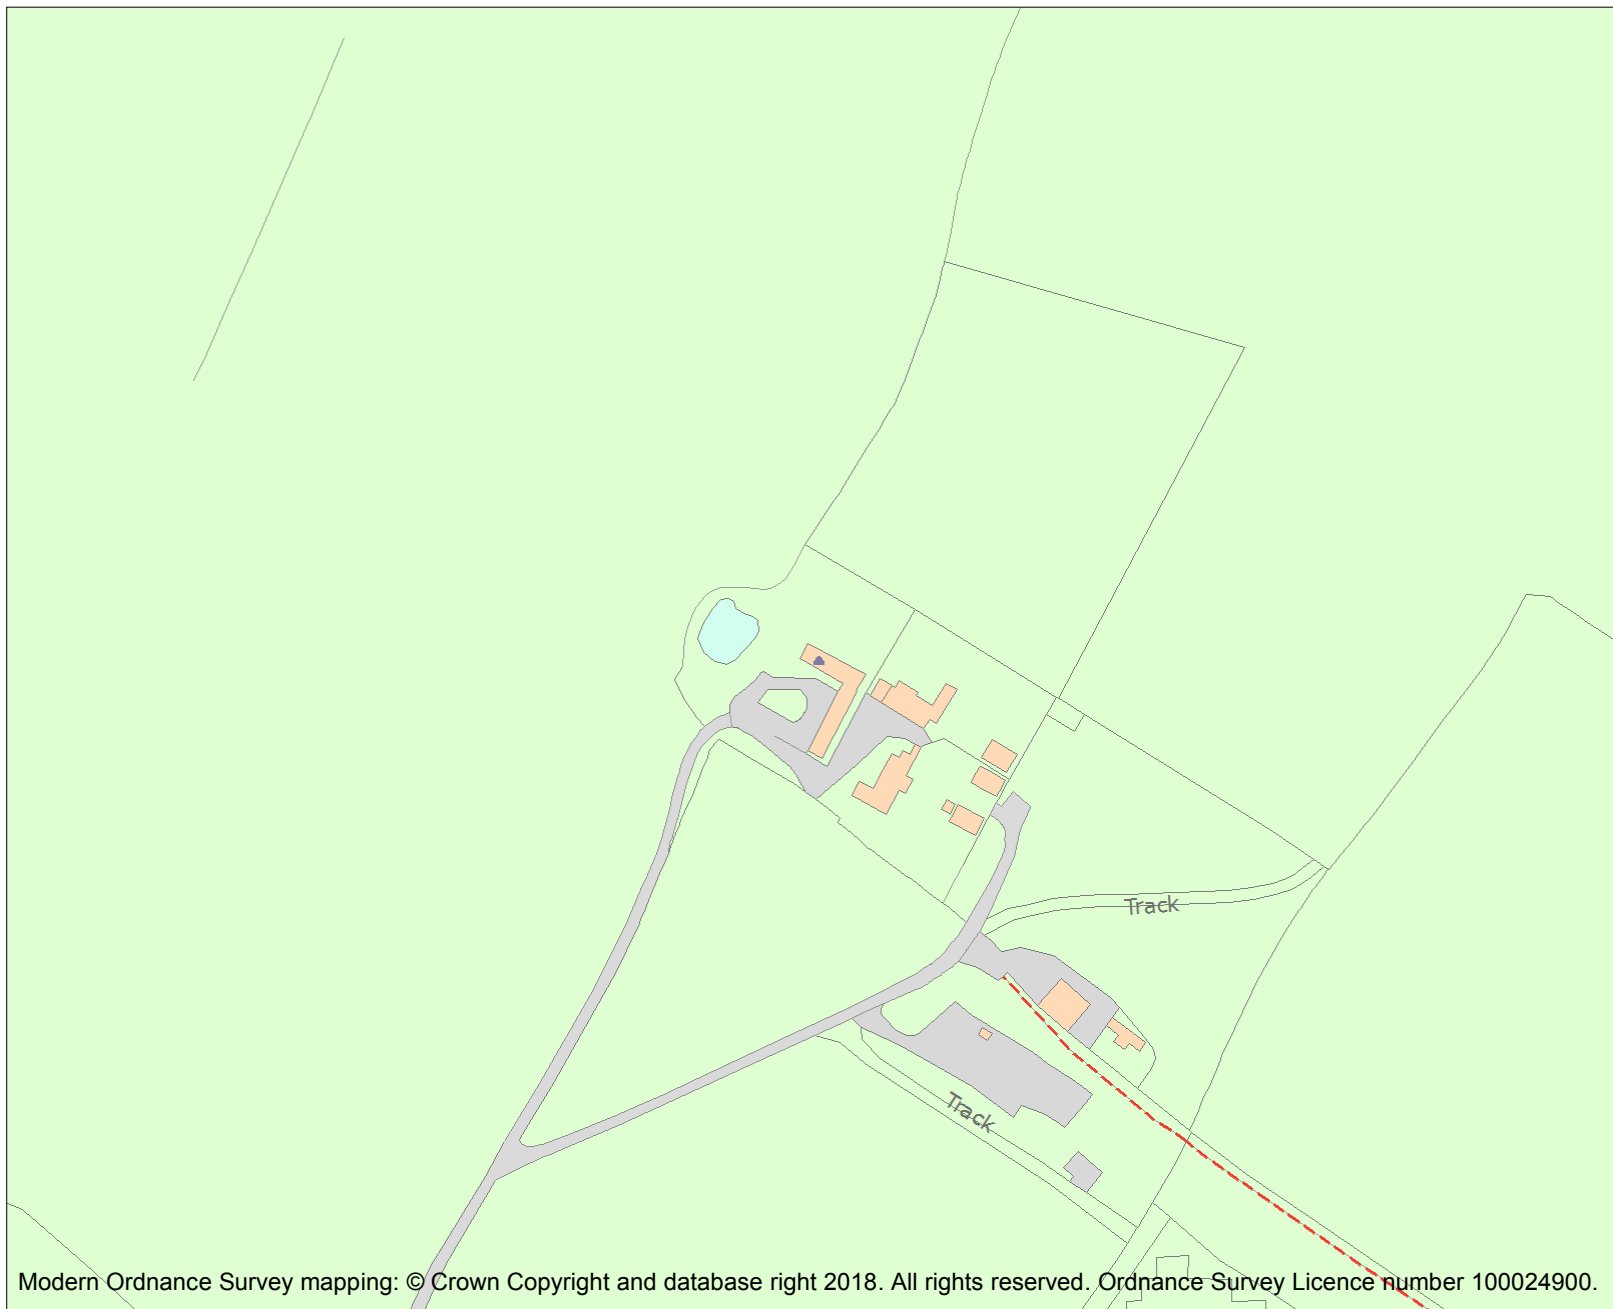 Track
Track
Modern Ordnance Survey mapping: © Crown Copyright and database right 2018. All rights reserved. Ordnance Survey Licence number 100024900.